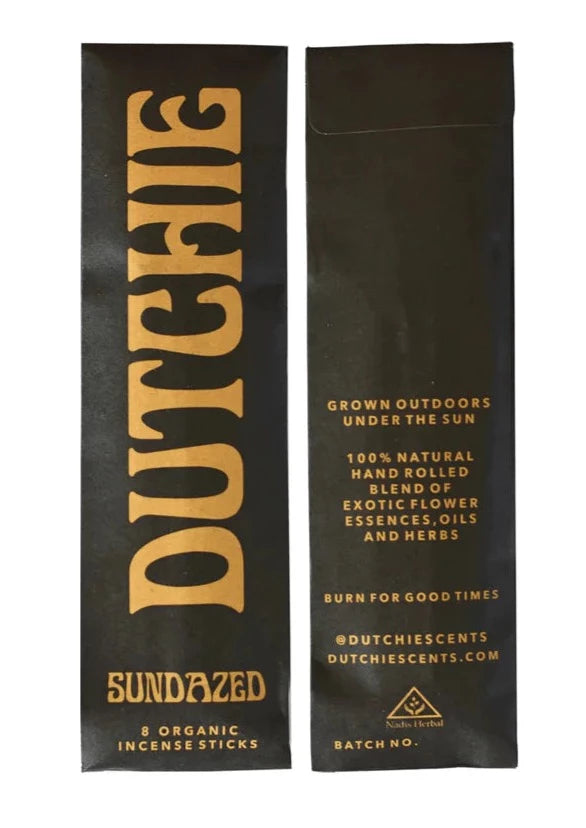 DUTCHIE
SUNDAZED
8 ORGANIC
INCENSE STICKS
GROWN OUTDOORS
UNDER THE SUN
100% NATURAL
HAND ROLLED
BLEND OF
EXOTIC FLOWER
ESSENCES, OILS
AND HERBS
BURN FOR GOOD TIMES
@DUTCHIESCENTS
DUTCHIESCENTS.COM
Nadis Herbal
BATCH NO.